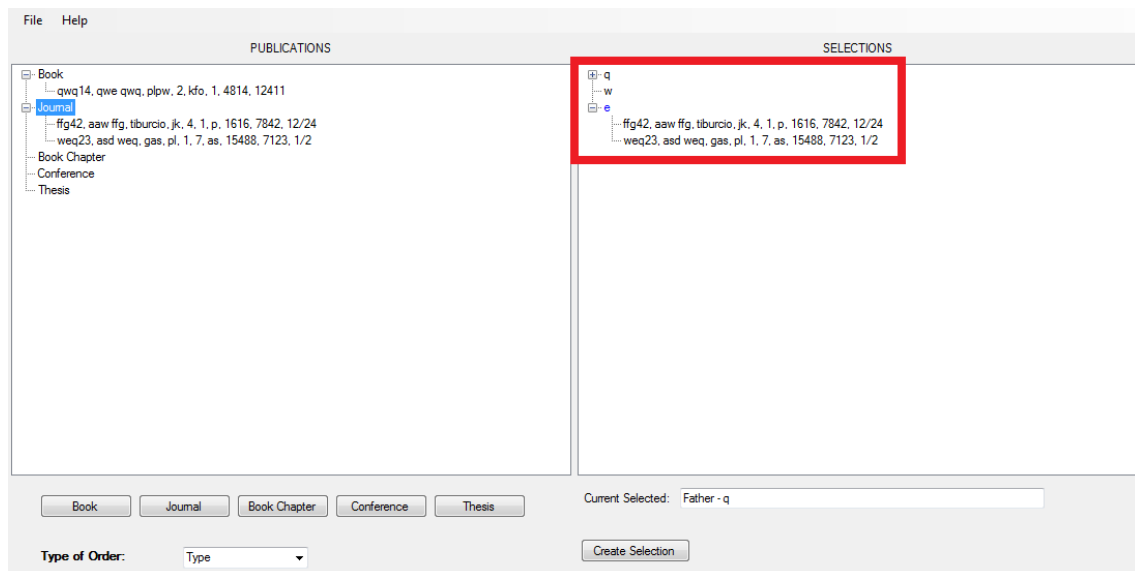 File Help
PUBLICATIONS
SELECTIONS
Book
qwq14, qwe qwq, plpw, 2, kfo, 1, 4814, 12411
Journal
ffg42, aaw ffg, tiburcio, jk, 4, 1, p, 1616, 7842, 12/24
weq23, asd weq, gas, pl, 1, 7, as, 15488, 7123, 1/2
Book Chapter
Conference
Thesis
q
w
e
ffg42, aaw ffg, tiburcio, jk, 4, 1, p, 1616, 7842, 12/24
weq23, asd weq, gas, pl, 1, 7, as, 15488, 7123, 1/2
Book Journal Book Chapter Conference Thesis
Current Selected: Father - q
Type of Order: Type
Create Selection